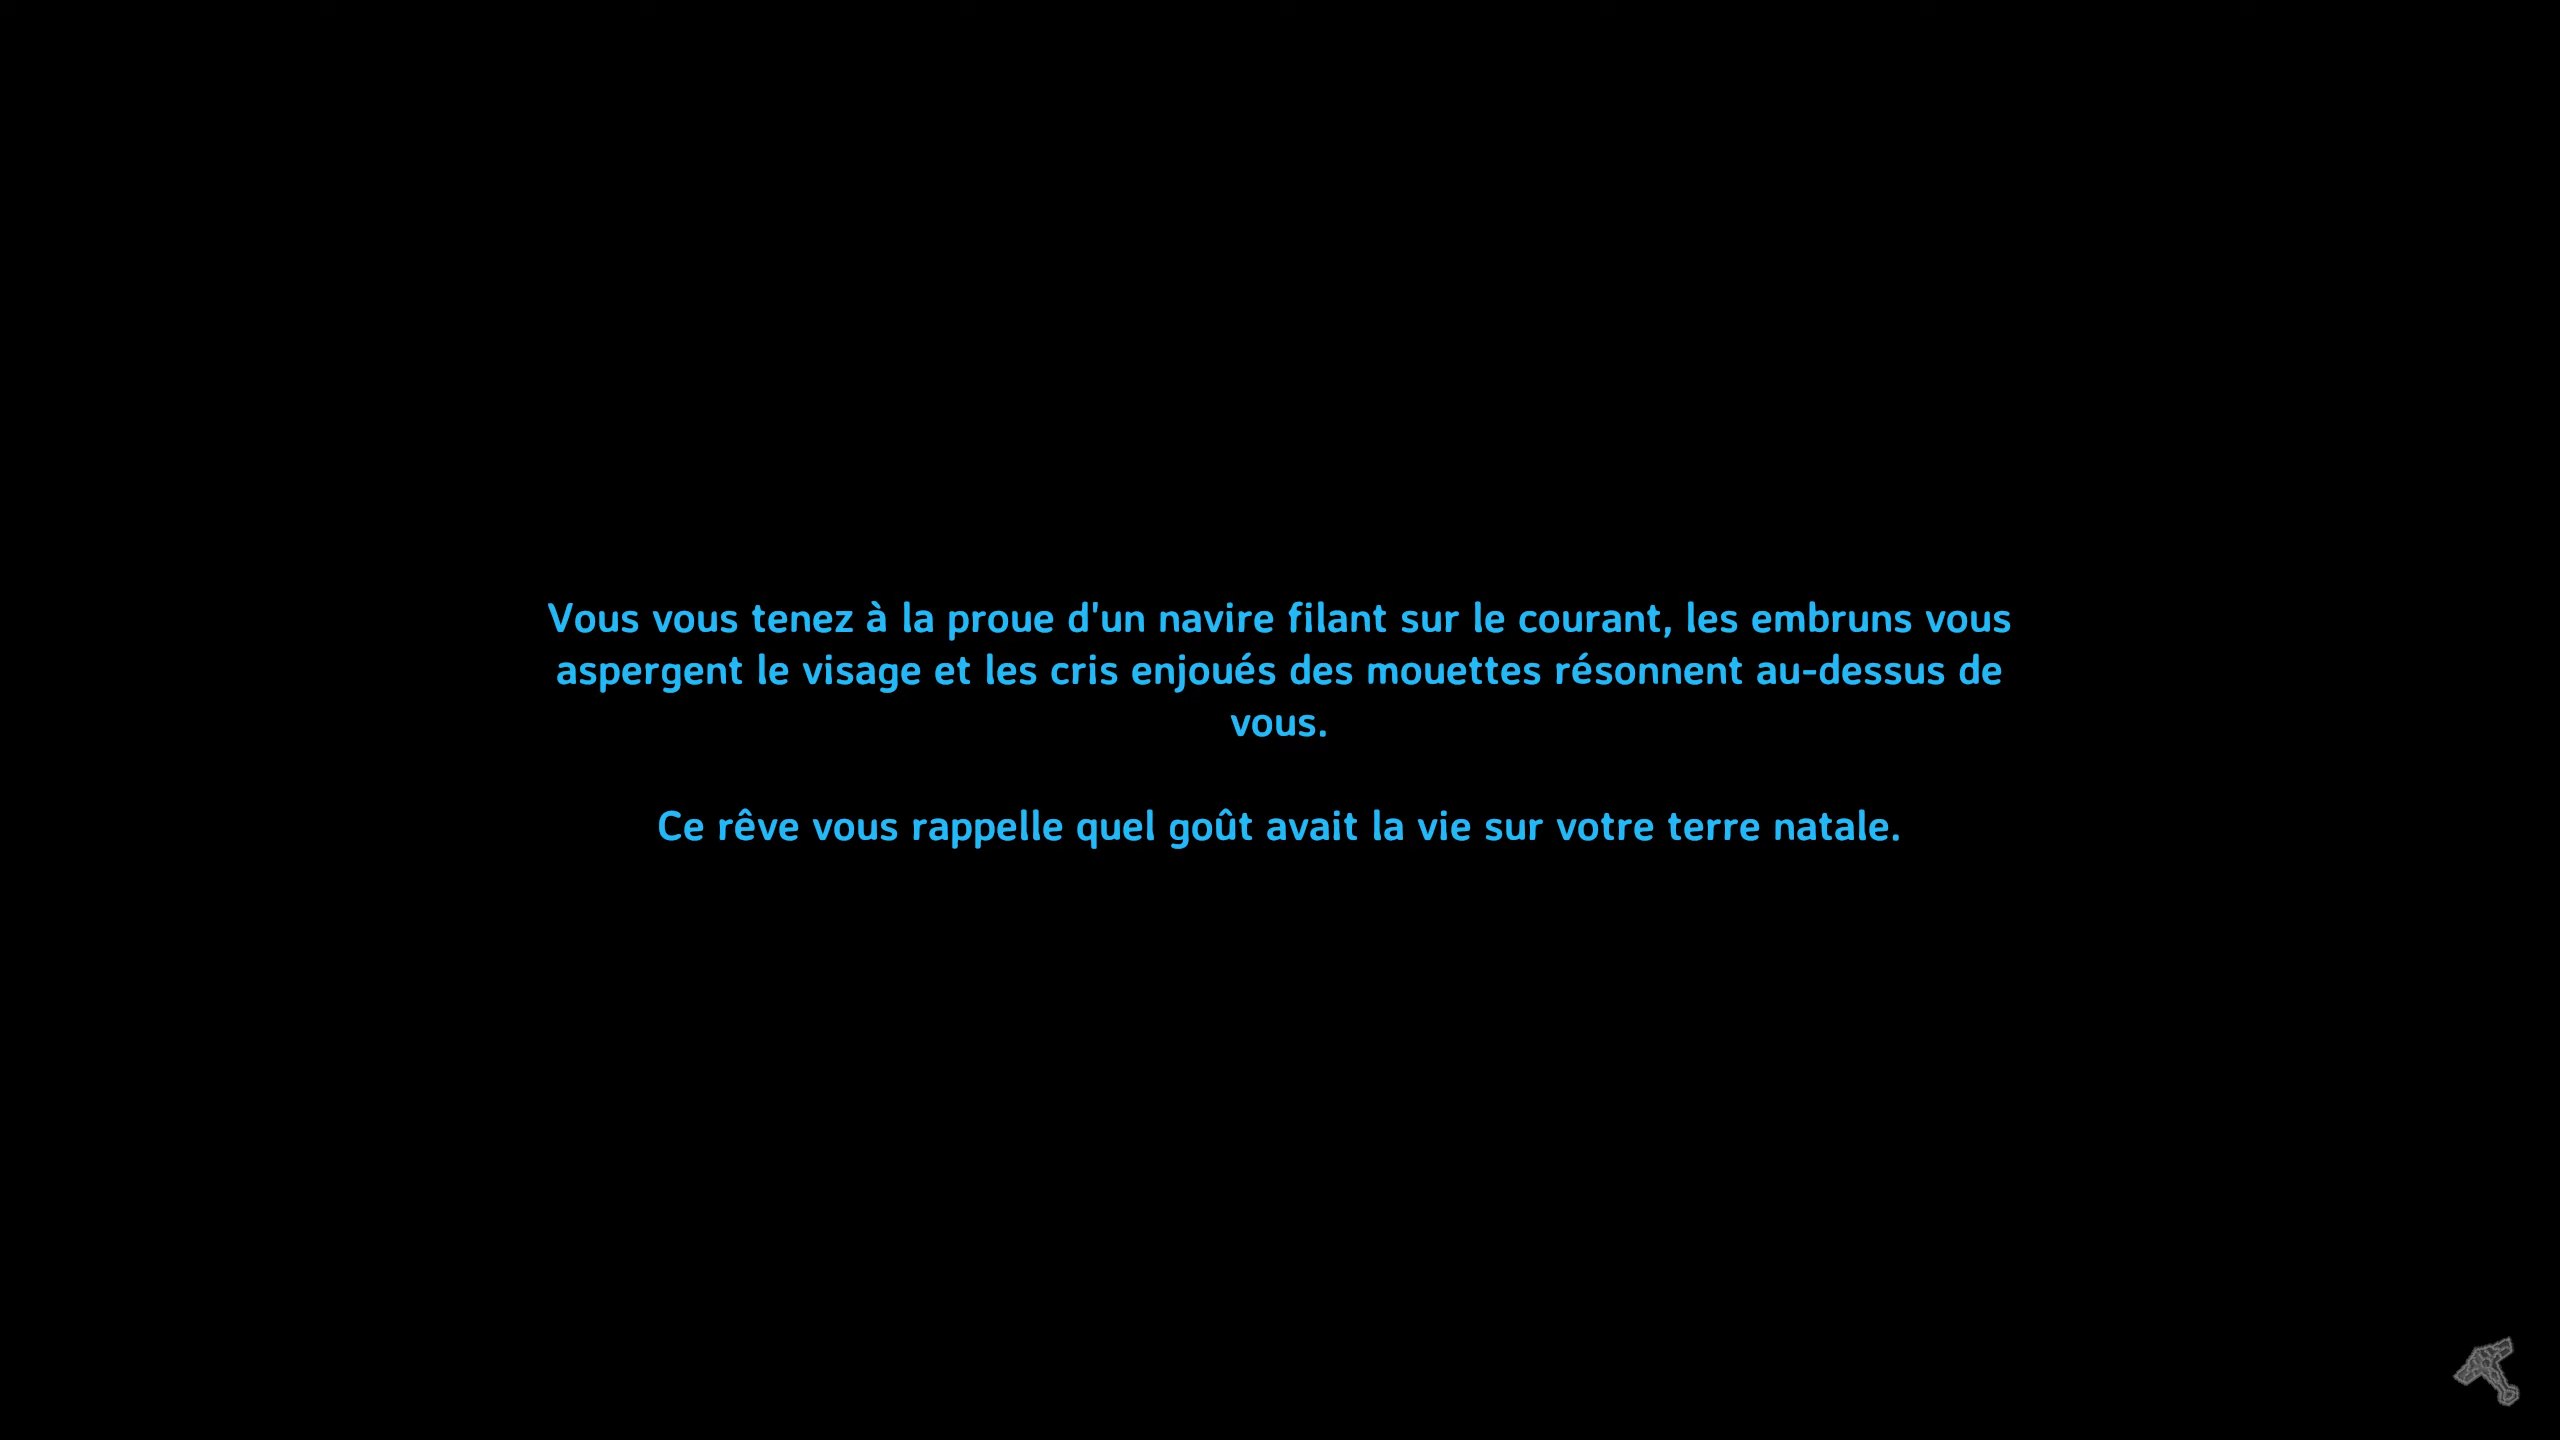 Vous vous tenez à la proue d'un navire filant sur le courant, les embruns vous
aspergent le visage et les cris enjoués des mouettes résonnent au-dessus de
vous.
Ce rêve vous rappelle quel goût avait la vie sur votre terre natale.